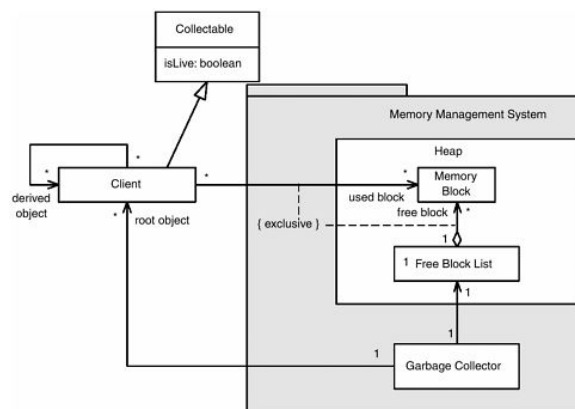 Collectable
isLive: boolean
Memory Management System
Heap
*
*
*
*
Client
Memory
Block
derived
object
*
root object
used block
free block
*
{ exclusive }
1
1
Free Block List
1
1
1
Garbage Collector